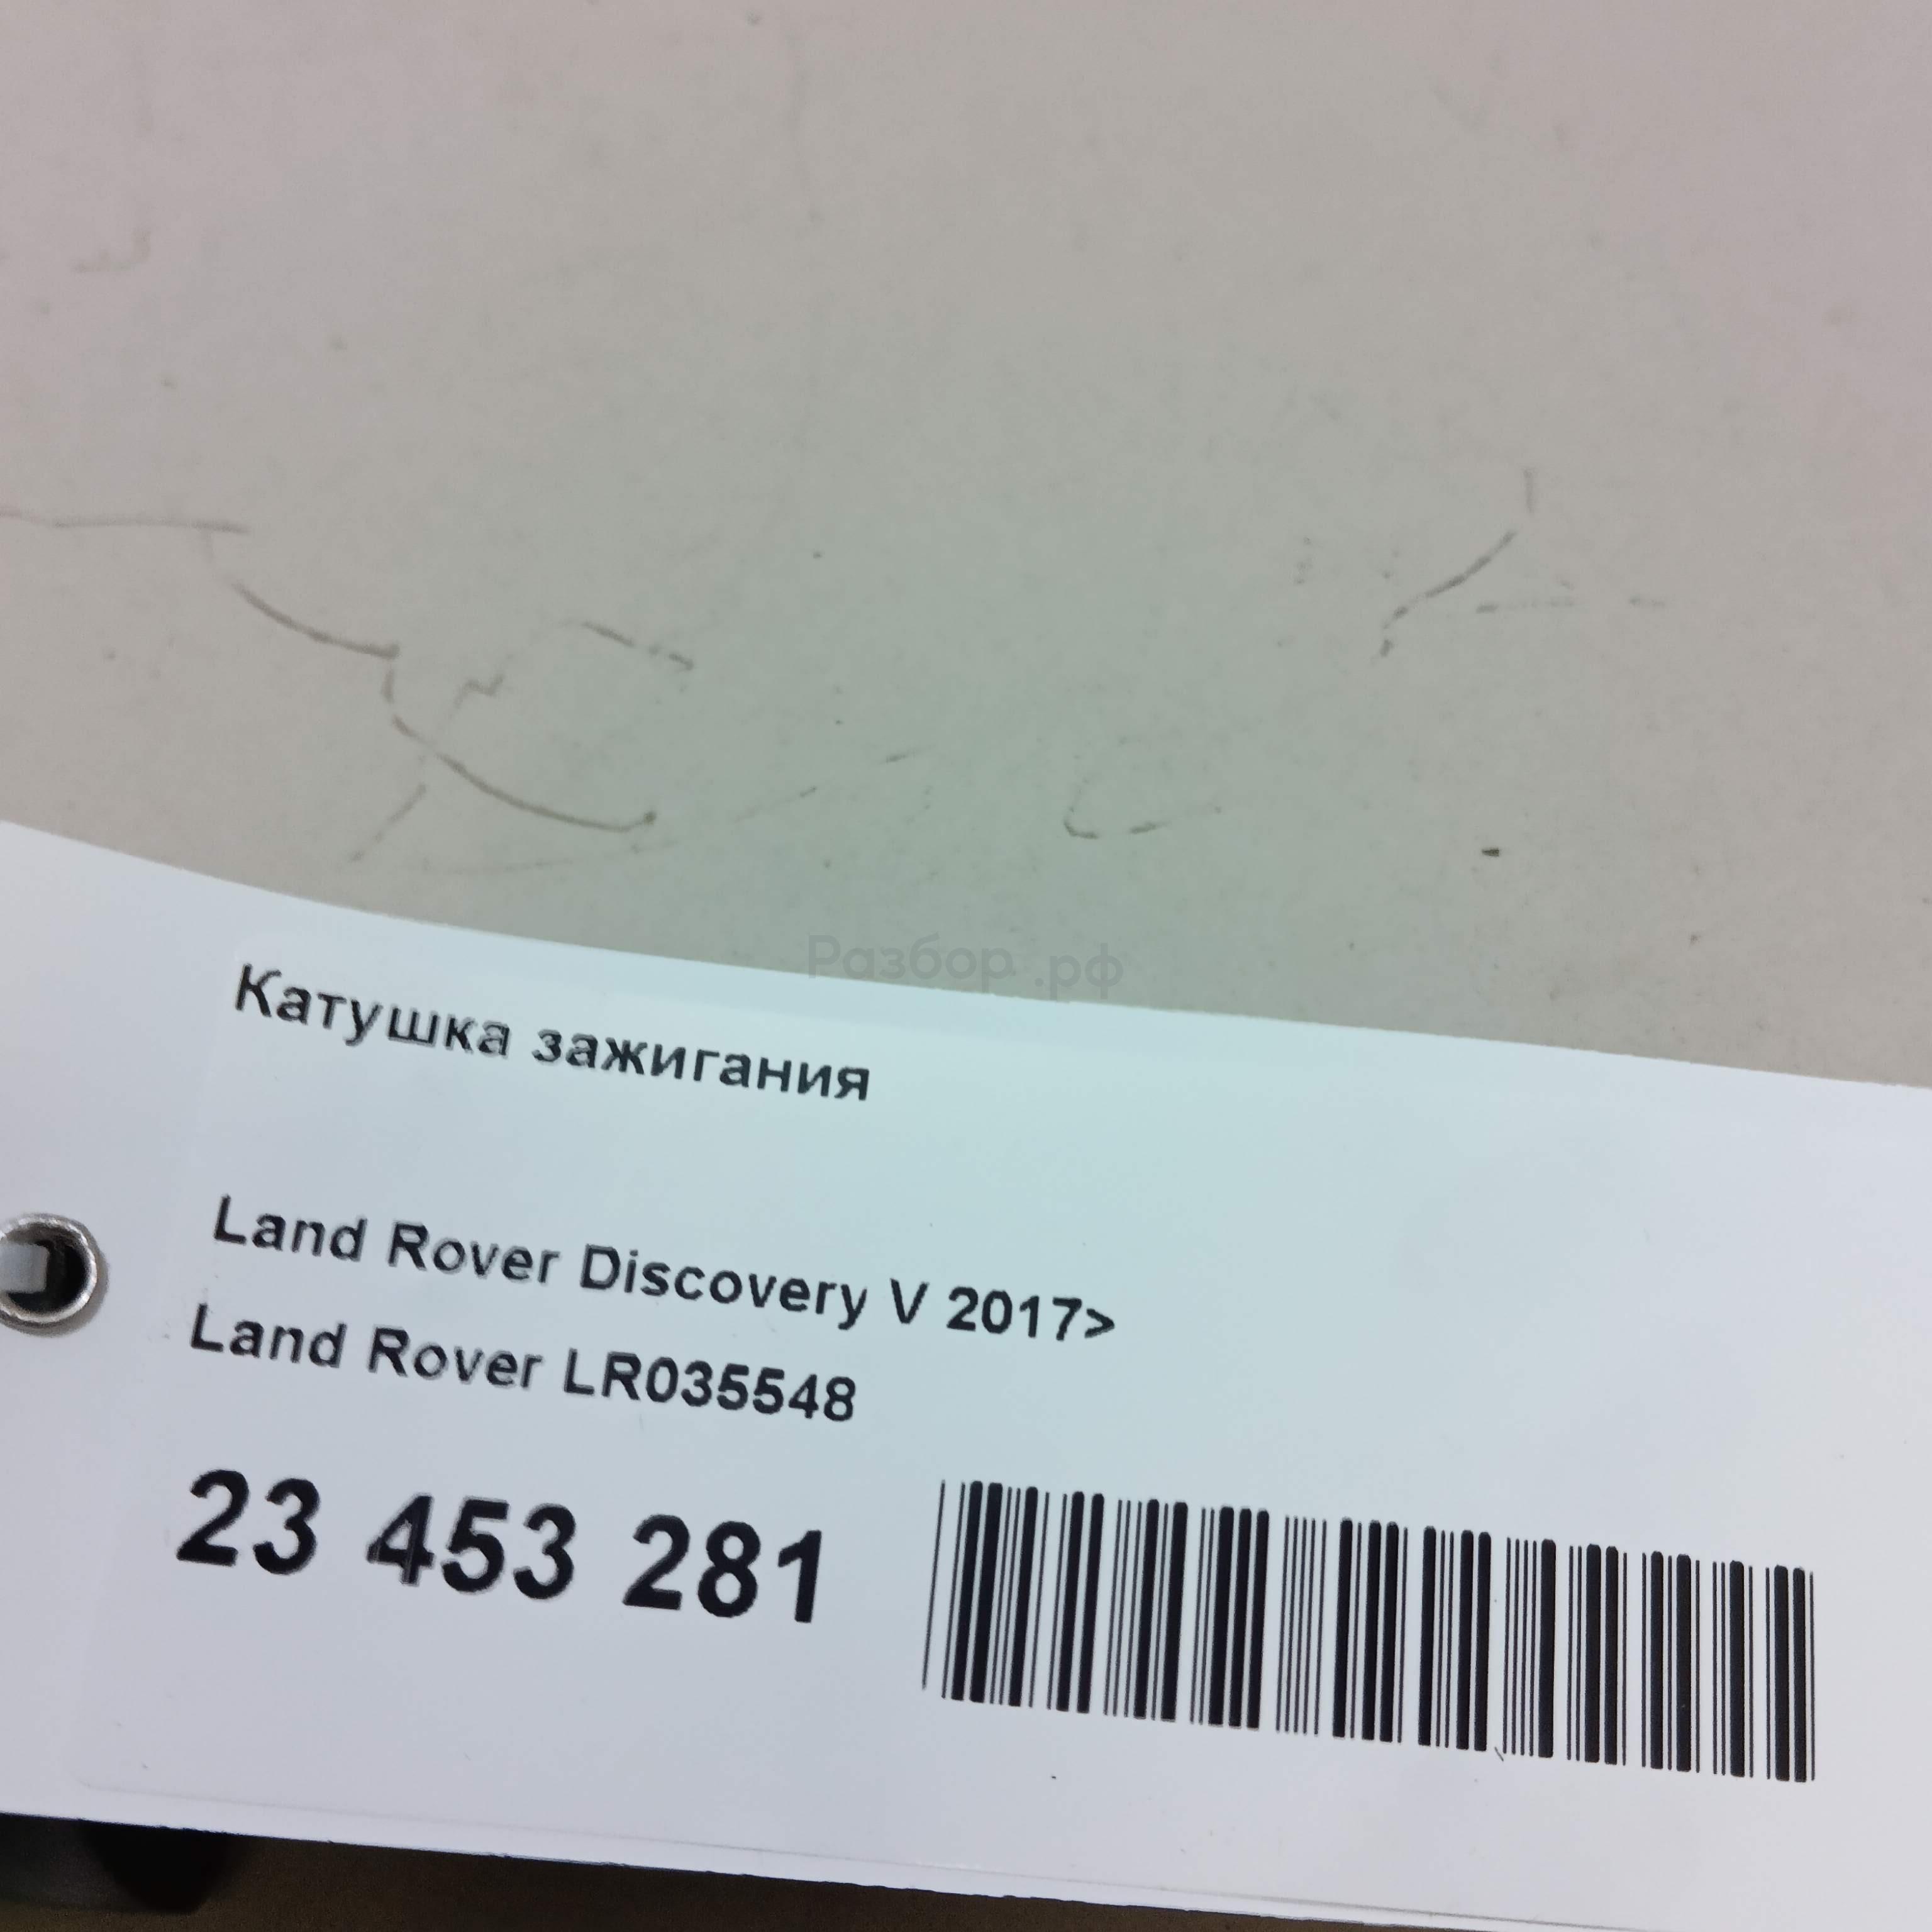 Разбор.рф
Катушка зажигания
Land Rover Discovery V 2017>
Land Rover LR035548
23 453 281